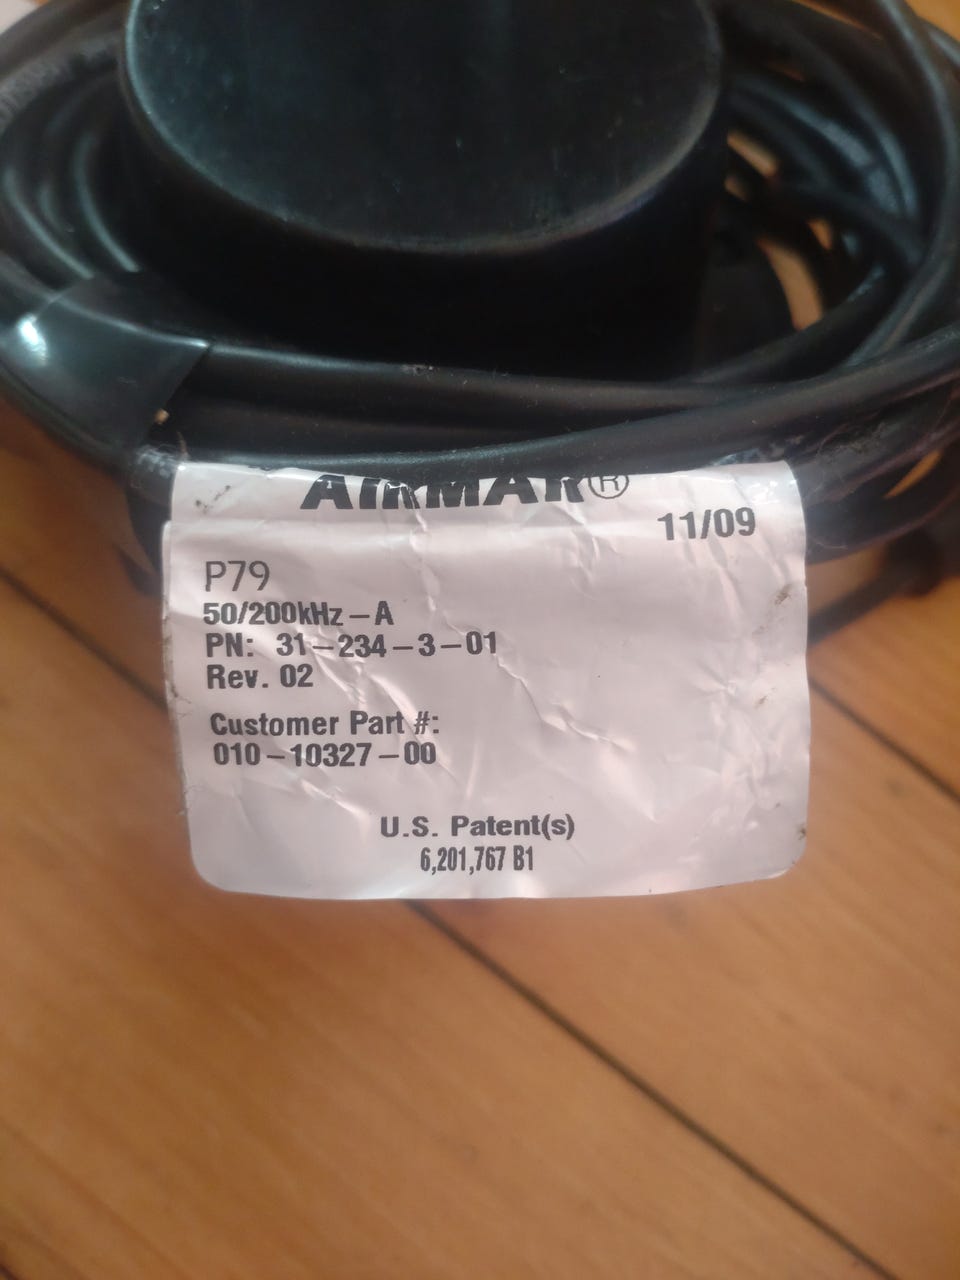 AIRMAR®
11/09
P79
50/200kHz-A
PN: 31-234-3-01
Rev. 02
Customer Part #:
010-10327-00
U.S. Patent(s)
6,201,767 B1